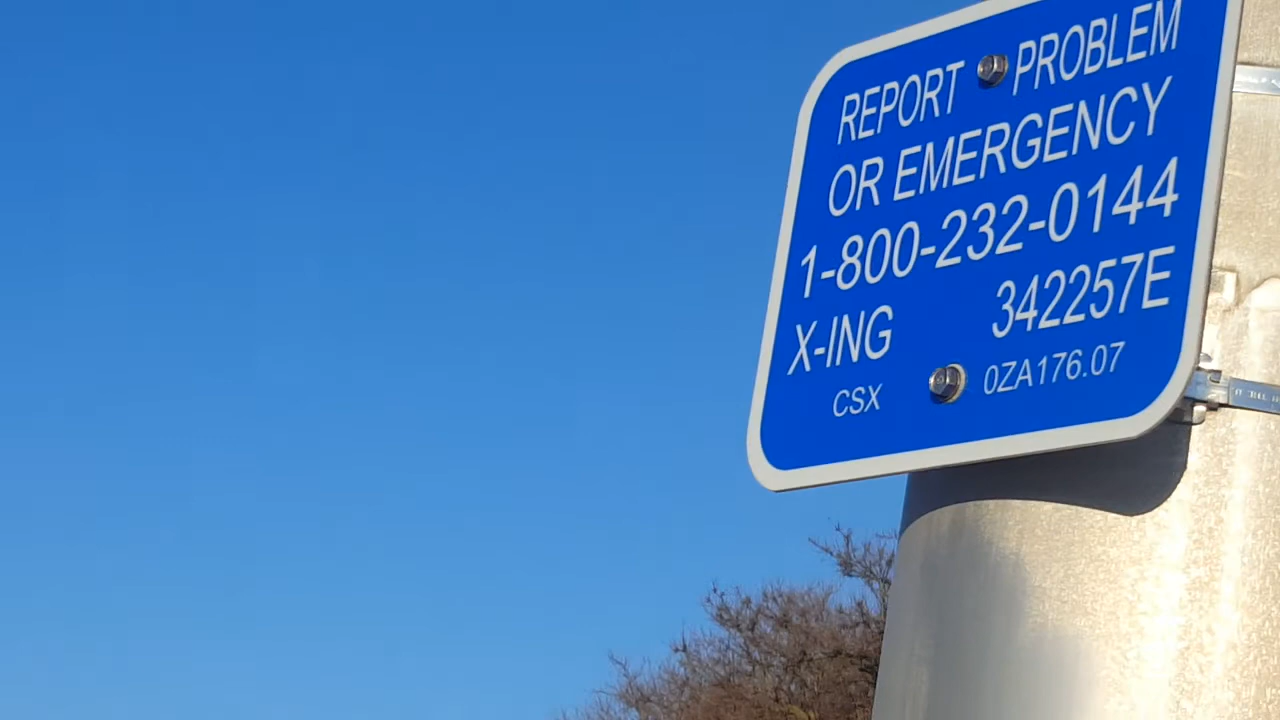 REPORT PROBLEM
OR EMERGENCY
1-800-232-0144
X-ING 342257E
CSX 0ZA176.07